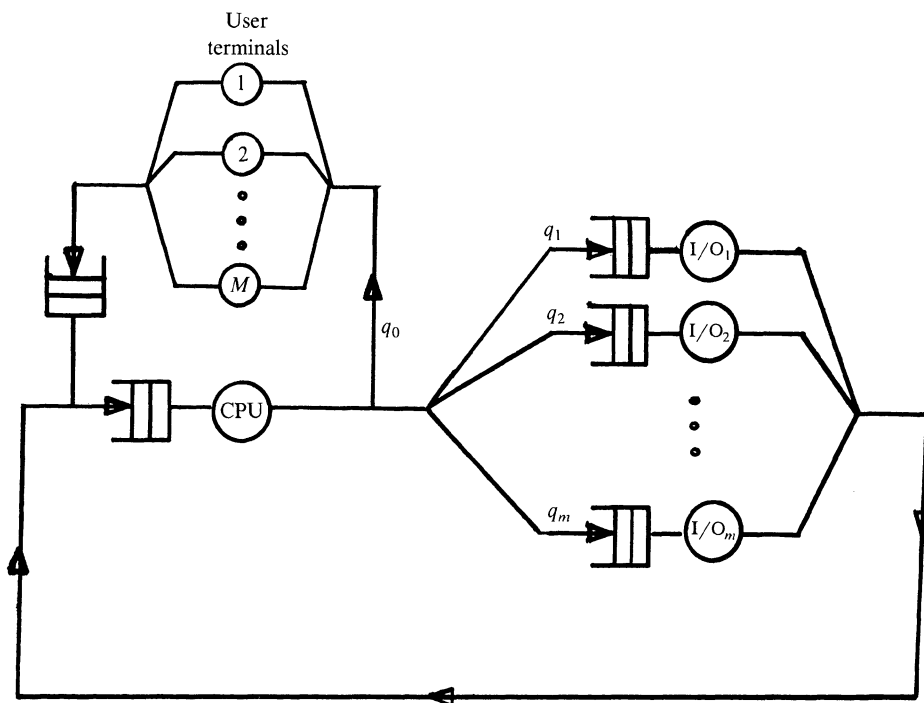 User
terminals
1
2
M
q₀
CPU
q₁
I/O₁
q₂
I/O₂
qₘ
I/Oₘ